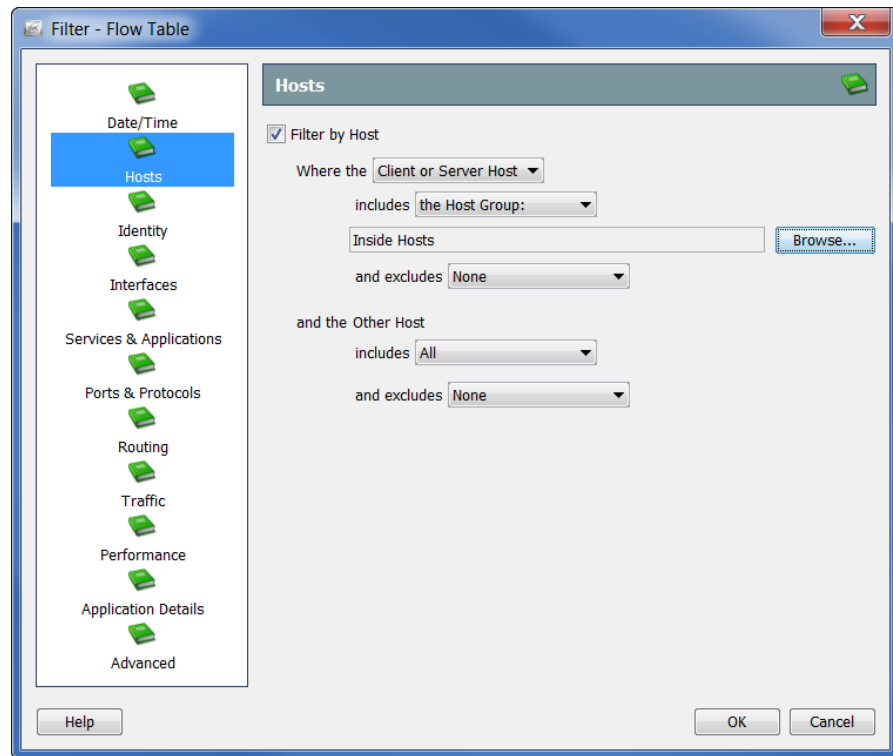 Filter - Flow Table
Date/Time
Hosts
Identity
Interfaces
Services & Applications
Ports & Protocols
Routing
Traffic
Performance
Application Details
Advanced
Hosts
Filter by Host
Where the Client or Server Host
includes the Host Group:
Inside Hosts Browse...
and excludes None
and the Other Host
includes All
and excludes None
Help OK Cancel